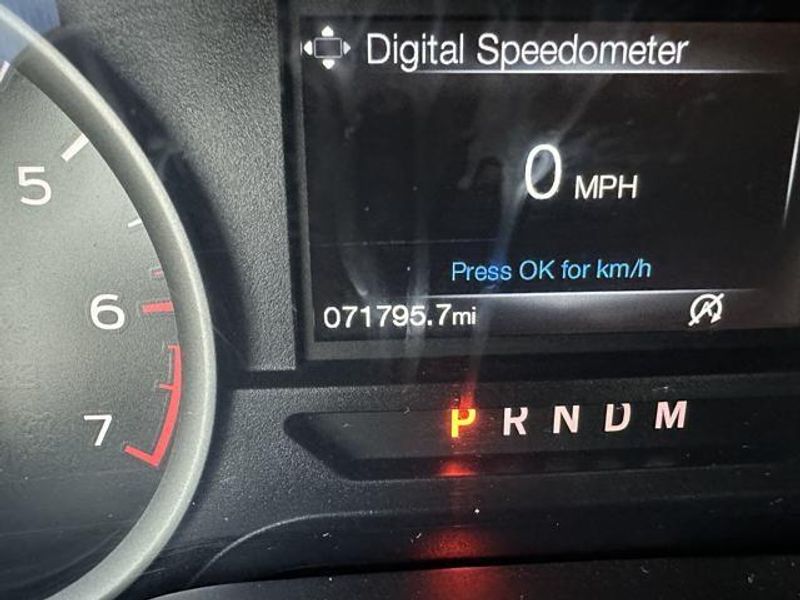 Digital Speedometer
0 MPH
Press OK for km/h
071795.7mi
P R N D M
5
6
7